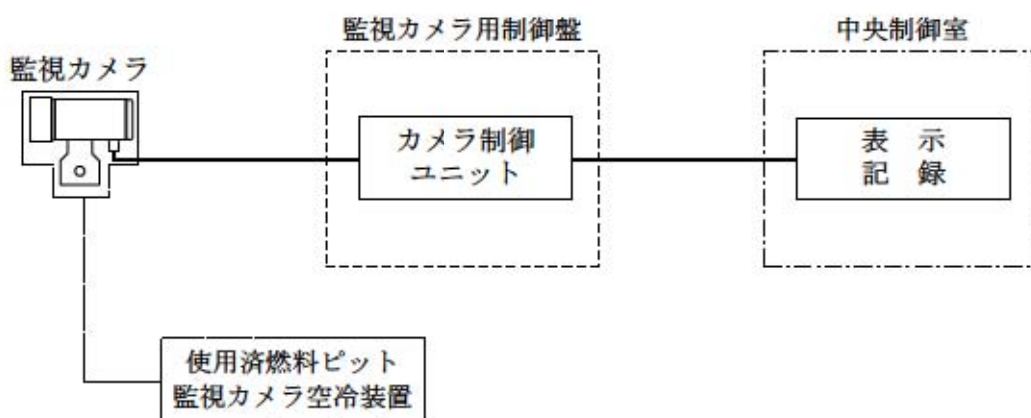 監視カメラ用制御盤
中央制御室
監視カメラ
カメラ制御
ユニット
表 示
記 録
使用済燃料ピット
監視カメラ空冷装置